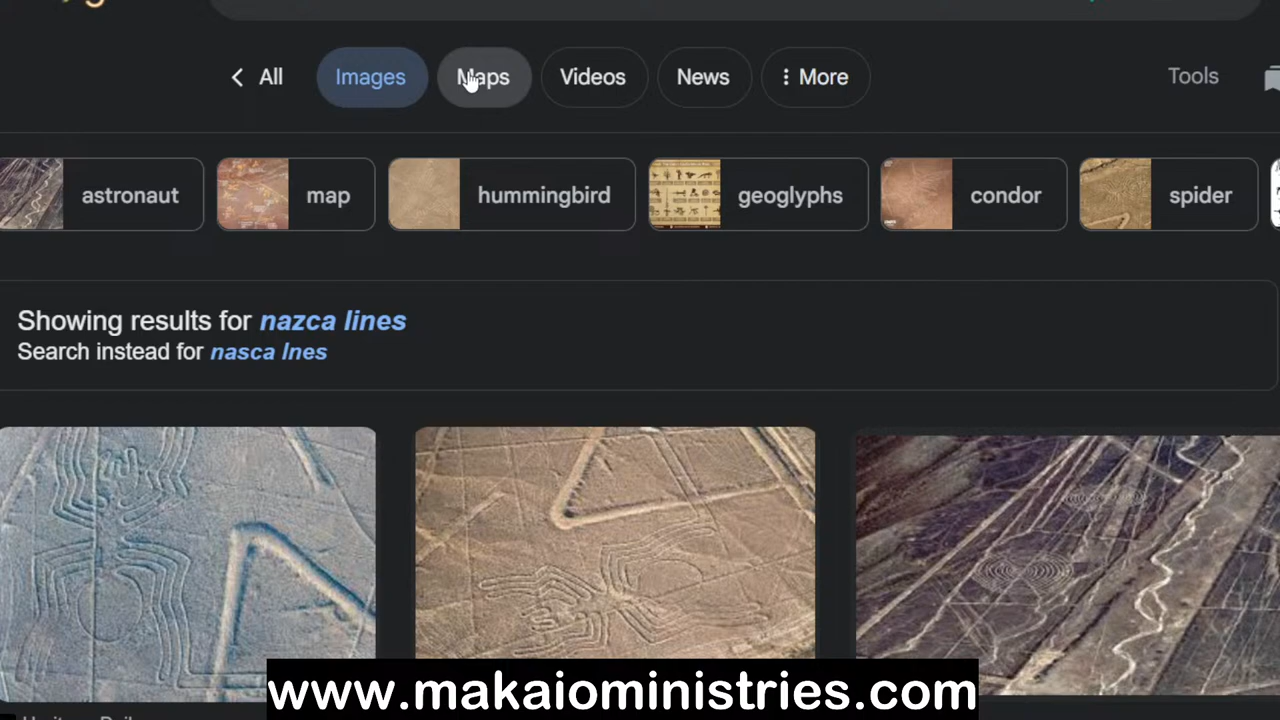 All
Images
Maps
Videos
News
More
Tools
astronaut
map
hummingbird
geoglyphs
condor
spider
Showing results for nazca lines
Search instead for nasca lnes
www.makaiominISTRIES.com